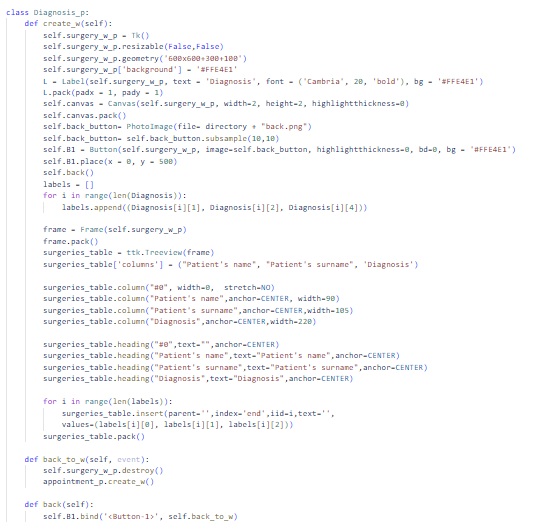 class Diagnosis_p:
    def create_w(self):
        self.surgery_w_p = Tk()
        self.surgery_w_p.resizable(False,False)
        self.surgery_w_p.geometry('600x600+300+100')
        self.surgery_w_p['background'] = '#FFE4E1'
        L = Label(self.surgery_w_p, text = 'Diagnosis', font = ('Cambria', 20, 'bold'), bg = '#FFE4E1')
        L.pack(padx = 1, pady = 1)
        self.canvas = Canvas(self.surgery_w_p, width=2, height=2, highlightthickness=0)
        self.canvas.pack()
        self.back_button= PhotoImage(file= directory + "back.png")
        self.back_button= self.back_button.subsample(10,10)
        self.B1 = Button(self.surgery_w_p, image=self.back_button, highlightthickness=0, bd=0, bg = '#FFE4E1')
        self.B1.place(x = 0, y = 500)
        self.back()
        labels = []
        for i in range(len(Diagnosis)):
            labels.append((Diagnosis[i][1], Diagnosis[i][2], Diagnosis[i][4]))

        frame = Frame(self.surgery_w_p)
        frame.pack()
        surgeries_table = ttk.Treeview(frame)
        surgeries_table['columns'] = ("Patient's name", "Patient's surname", 'Diagnosis')

        surgeries_table.column("#0", width=0,  stretch=NO)
        surgeries_table.column("Patient's name",anchor=CENTER, width=90)
        surgeries_table.column("Patient's surname",anchor=CENTER,width=105)
        surgeries_table.column("Diagnosis",anchor=CENTER,width=220)

        surgeries_table.heading("#0",text="",anchor=CENTER)
        surgeries_table.heading("Patient's name",text="Patient's name",anchor=CENTER)
        surgeries_table.heading("Patient's surname",text="Patient's surname",anchor=CENTER)
        surgeries_table.heading("Diagnosis",text="Diagnosis",anchor=CENTER)

        for i in range(len(labels)):
            surgeries_table.insert(parent='',index='end',iid=i,text='',
            values=(labels[i][0], labels[i][1], labels[i][2]))
        surgeries_table.pack()

    def back_to_w(self, event):
        self.surgery_w_p.destroy()
        appointment_p.create_w()

    def back(self):
        self.B1.bind('<Button-1>', self.back_to_w)